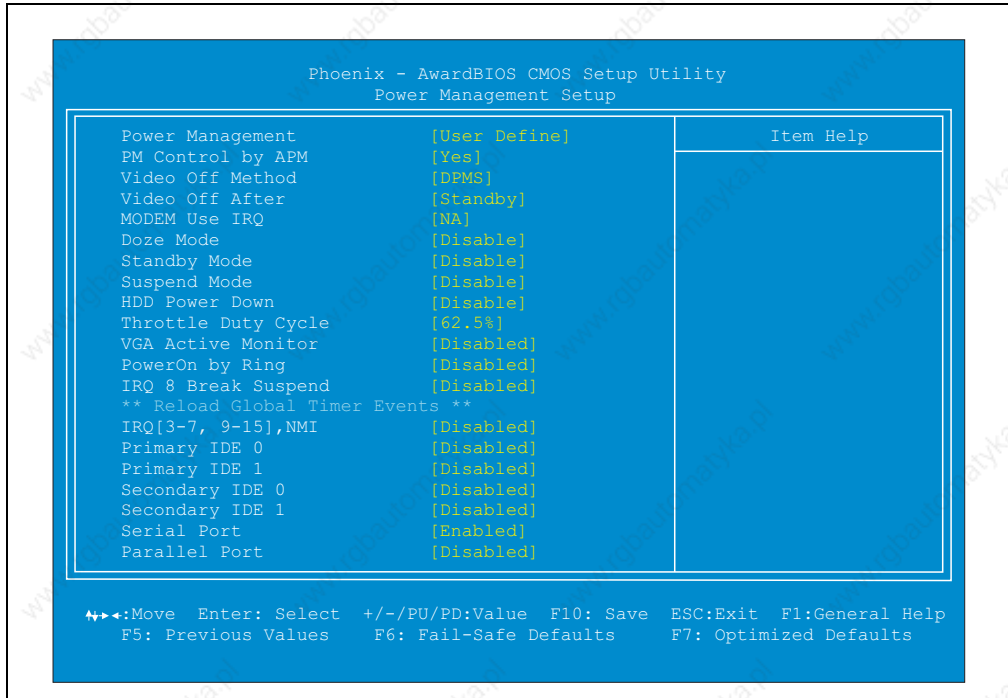 Phoenix - AwardBIOS CMOS Setup Utility
Power Management Setup
Power Management [User Define]
Item Help
PM Control by APM [Yes]
Video Off Method [DPMS]
Video Off After [Standby]
MODEM Use IRQ [NA]
Doze Mode [Disable]
Standby Mode [Disable]
Suspend Mode [Disable]
HDD Power Down [Disable]
Throttle Duty Cycle [62.5%]
VGA Active Monitor [Disabled]
PowerOn by Ring [Disabled]
IRQ 8 Break Suspend [Disabled]
** Reload Global Timer Events **
IRQ[3-7, 9-15],NMI [Disabled]
Primary IDE 0 [Disabled]
Primary IDE 1 [Disabled]
Secondary IDE 0 [Disabled]
Secondary IDE 1 [Disabled]
Serial Port [Enabled]
Parallel Port [Disabled]
:Move Enter: Select +/-/PU/PD:Value F10: Save ESC:Exit F1:General Help
F5: Previous Values F6: Fail-Safe Defaults F7: Optimized Defaults
www.rgbautomatyka.pl